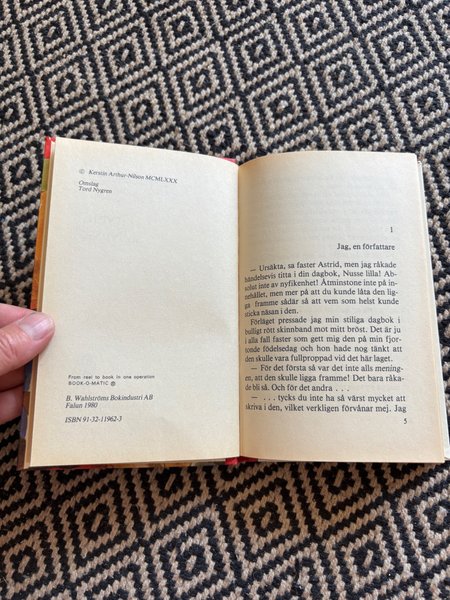 © Kerstin Arthur-Nilson MCMLXXX
Omslag
Tord Nygren
From reel to book in one operation
BOOK-O-MATIC ®
B. Wahlströms Bokindustri AB
Falun 1980
ISBN 91-32-11962-3
1
Jag, en författare
— Ursäkta, sa faster Astrid, men jag råkade
händelsevis titta i din dagbok, Nusse lilla! Ab-
solut inte av nyfikenhet! Åtminstone inte på in-
nehållet, men mer på att du kunde låta den lig-
ga framme sådär så att vem som helst kunde
sticka näsan i den.
Förläget pressade jag min stiliga dagbok i
bullrott skinnband mot mitt bröst. Det är ju
i alla fall faster som gett mig den på min fj-
ortonde födelsedag och hon hade nog tänkt att
den skulle vara fullproppad vid det här laget.
— För det första så var det inte alls mening-
en, att den skulle ligga framme! Det bara råka-
de bli så. Och för det andra . . .
— . . . tycks du inte ha så värst mycket att
skriva i den, vilket verkligen förvånar mej. Jag
5